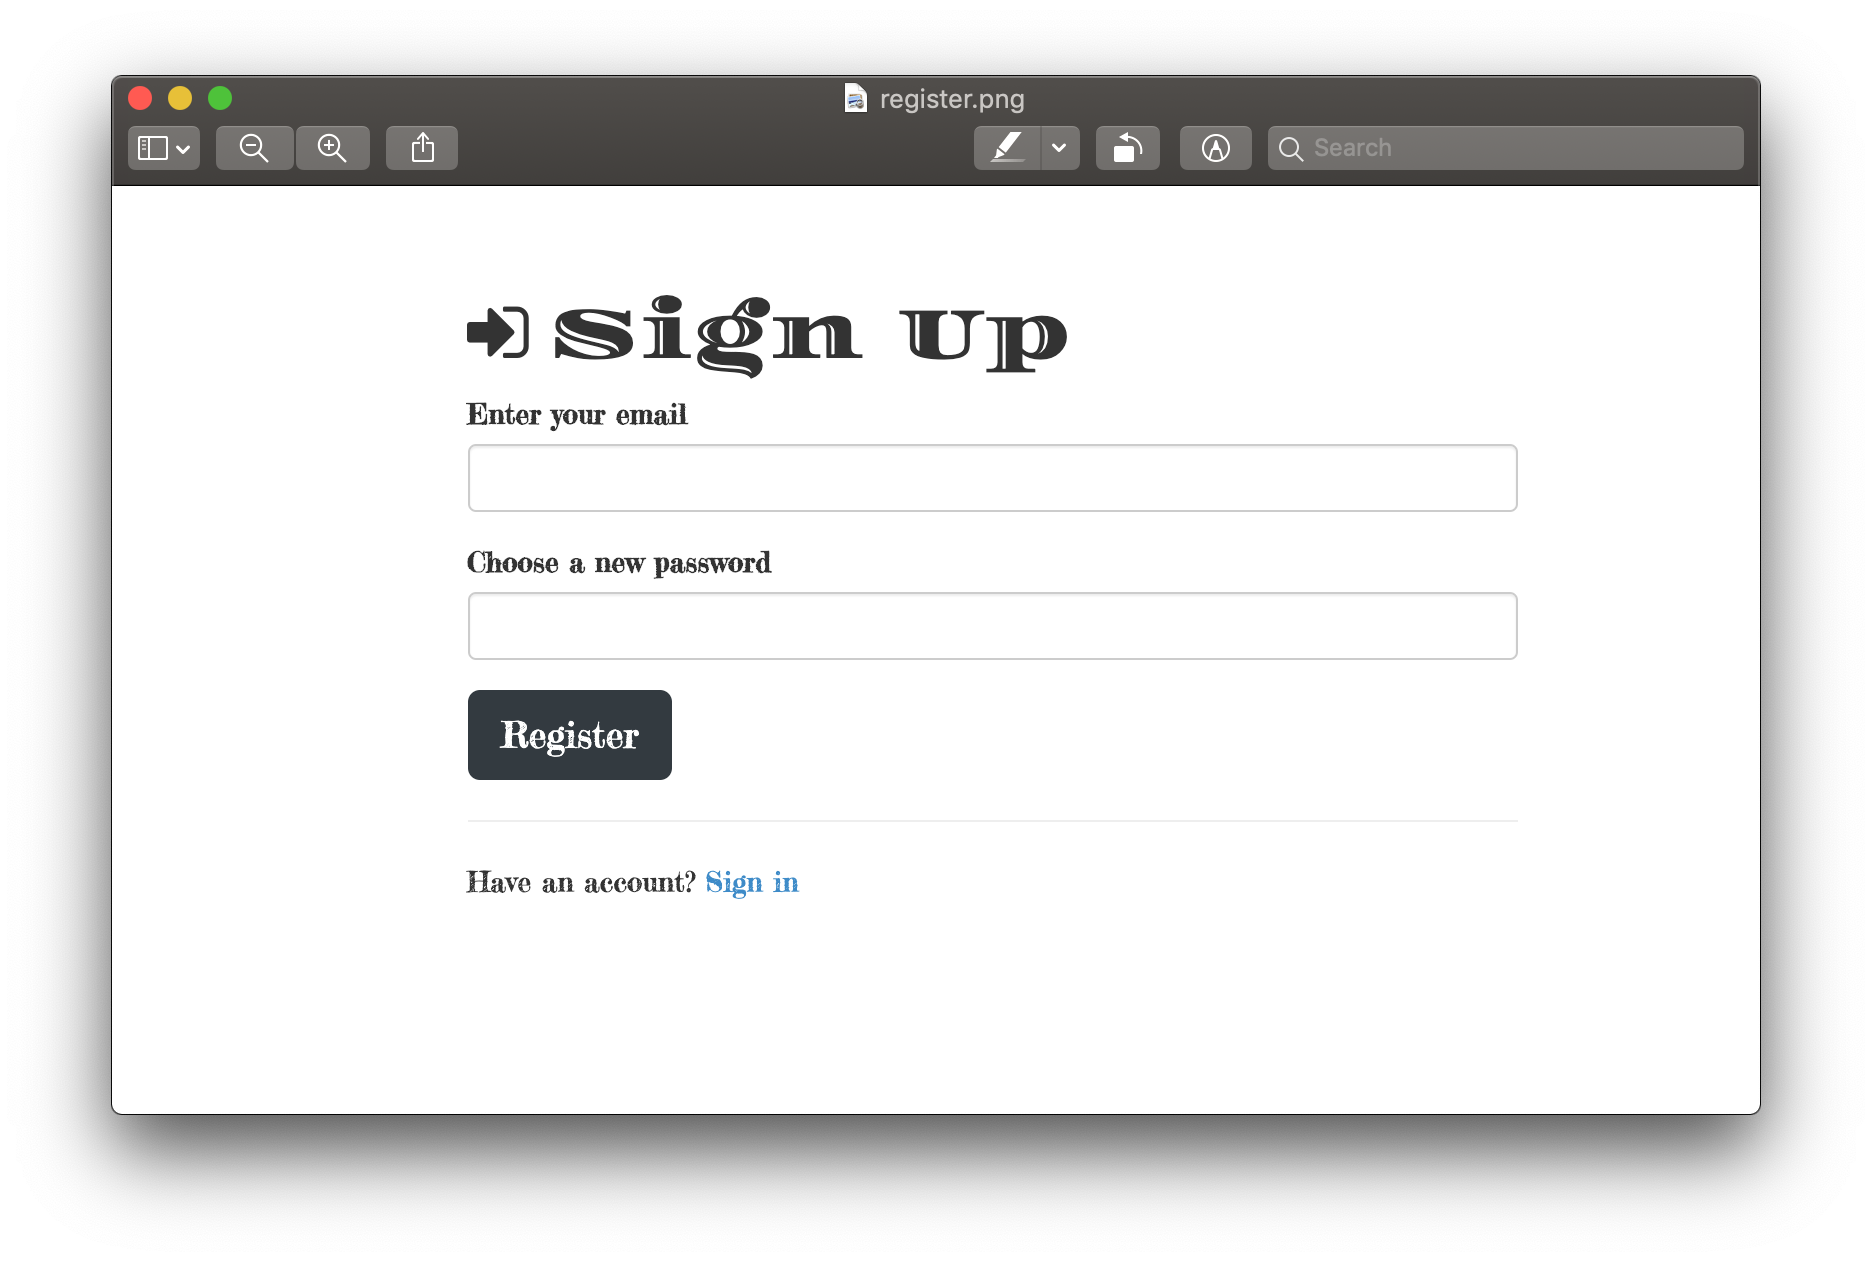 register.png
Search
Sign Up
Enter your email
Choose a new password
Register
Have an account? Sign in